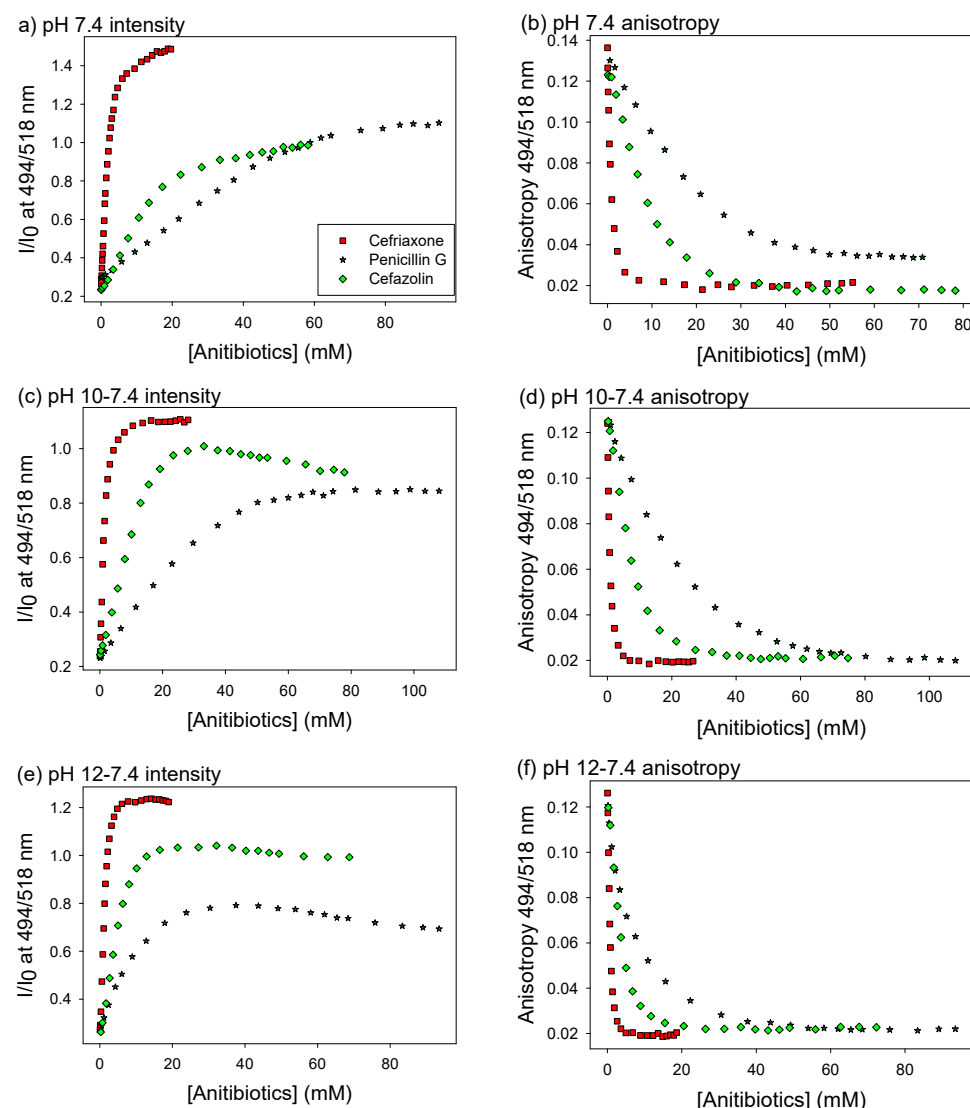 a) pH 7.4 intensity
I/I0 at 494/518 nm
1.4
1.2
1.0
0.8
0.6
0.4
0.2
0 20 40 60 80
[Anitibiotics] (mM)
Cefriaxone
Penicillin G
Cefazolin
(b) pH 7.4 anisotropy
Anisotropy 494/518 nm
0.14
0.12
0.10
0.08
0.06
0.04
0.02
0 10 20 30 40 50 60 70 80
[Anitibiotics] (mM)
(c) pH 10-7.4 intensity
I/I0 at 494/518 nm
1.0
0.8
0.6
0.4
0.2
0 20 40 60 80 100
[Anitibiotics] (mM)
(d) pH 10-7.4 anisotropy
Anisotropy 494/518 nm
0.12
0.10
0.08
0.06
0.04
0.02
0 20 40 60 80 100
[Anitibiotics] (mM)
(e) pH 12-7.4 intensity
I/I0 at 494/518 nm
1.2
1.0
0.8
0.6
0.4
0 20 40 60 80
[Anitibiotics] (mM)
(f) pH 12-7.4 anisotropy
Anisotropy 494/518 nm
0.12
0.10
0.08
0.06
0.04
0.02
0 20 40 60 80
[Anitibiotics] (mM)